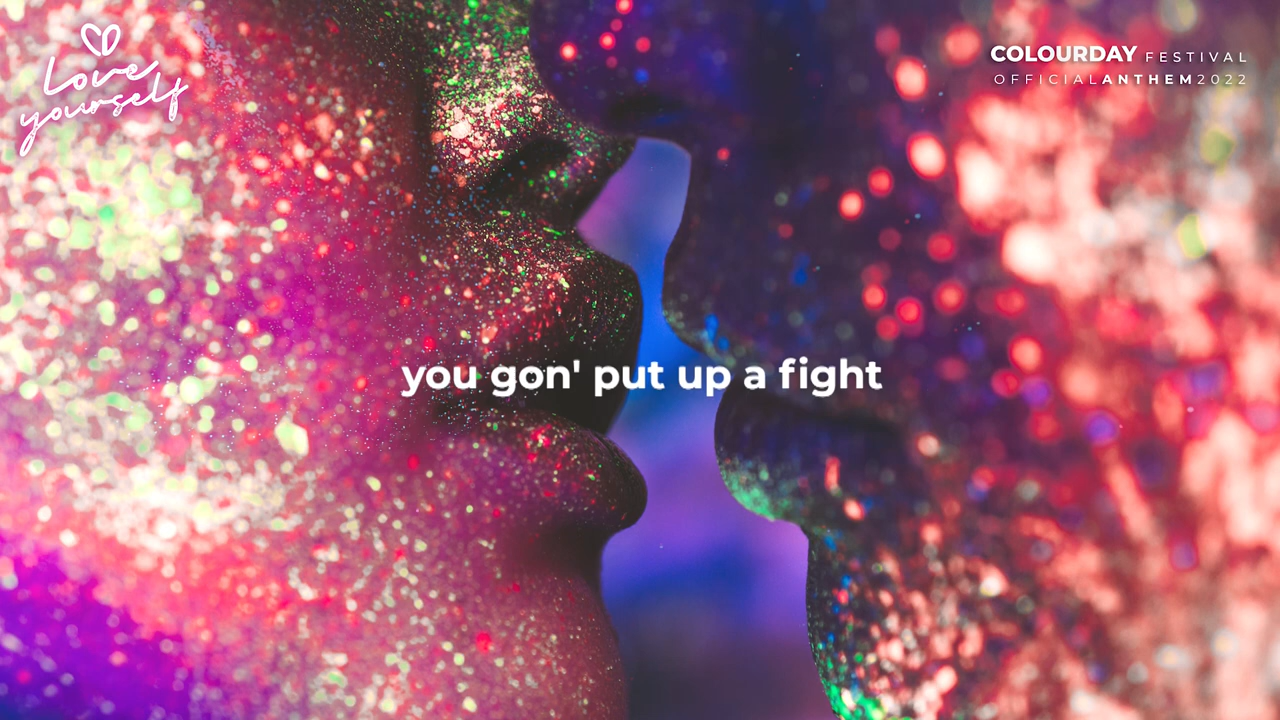 Love
yourself
COLOURDAY FESTIVAL
OFFICIALANTHEM2022
you gon' put up a fight